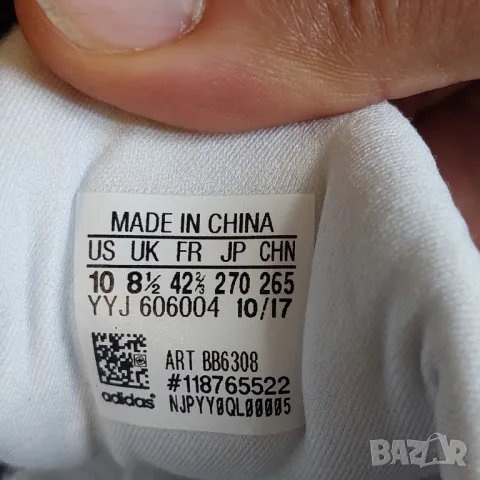 MADE IN CHINA
US UK FR JP CHN
10 8½ 42⅔ 270 265
YYJ 606004 10/17
ART BB6308
#118765522
adidas® NJPYY0QL00005
BAZAR